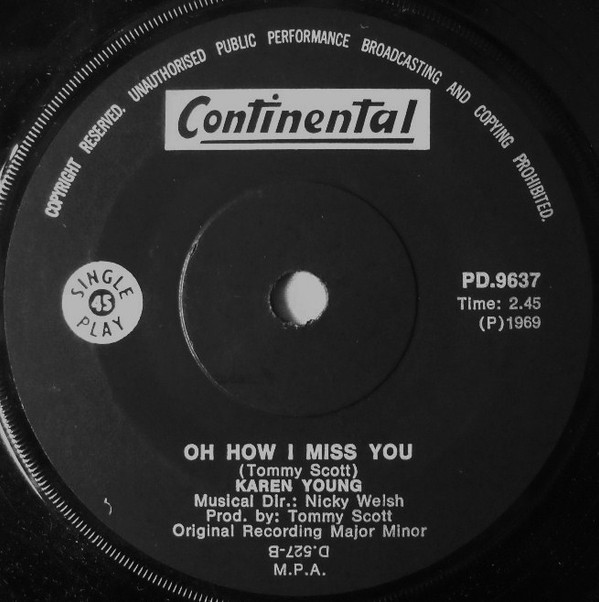 COPYRIGHT RESERVED. UNAUTHORISED PUBLIC PERFORMANCE BROADCASTING AND COPYING PROHIBITED.
Continental
SINGLE
45
PLAY
PD.9637
Time: 2.45
(P)1969
OH HOW I MISS YOU
(Tommy Scott)
KAREN YOUNG
Musical Dir.: Nicky Welsh
Prod. by: Tommy Scott
Original Recording Major Minor
D.527-B
M.P.A.